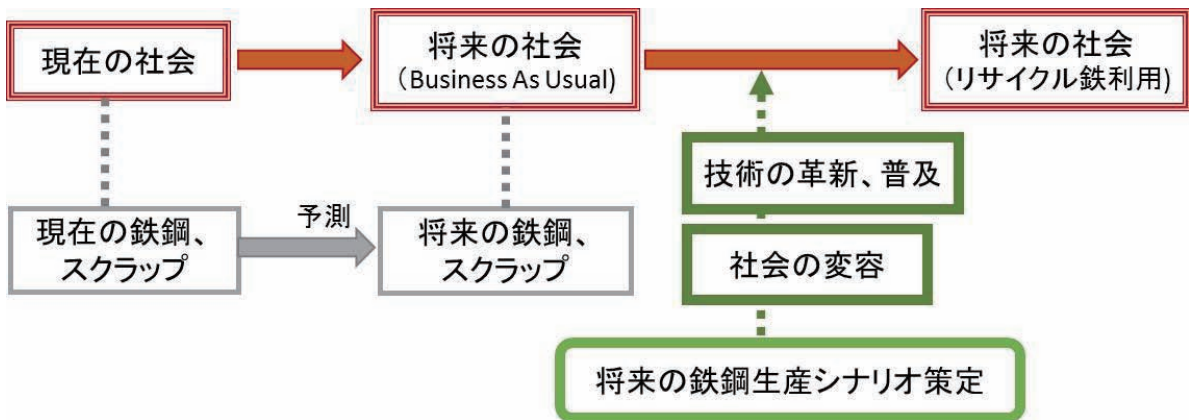 現在の社会
将来の社会
(Business As Usual)
将来の社会
(リサイクル鉄利用)
技術の革新、普及
予測
現在の鉄鋼、
スクラップ
将来の鉄鋼、
スクラップ
社会の変容
将来の鉄鋼生産シナリオ策定